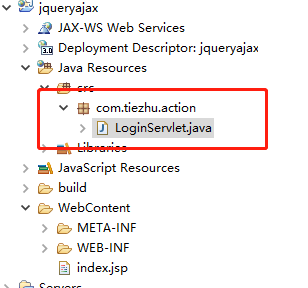 jqueryajax
JAX-WS Web Services
Deployment Descriptor: jqueryajax
Java Resources
src
com.tiezhu.action
LoginServlet.java
Libraries
JavaScript Resources
build
WebContent
META-INF
WEB-INF
index.jsp
Servers